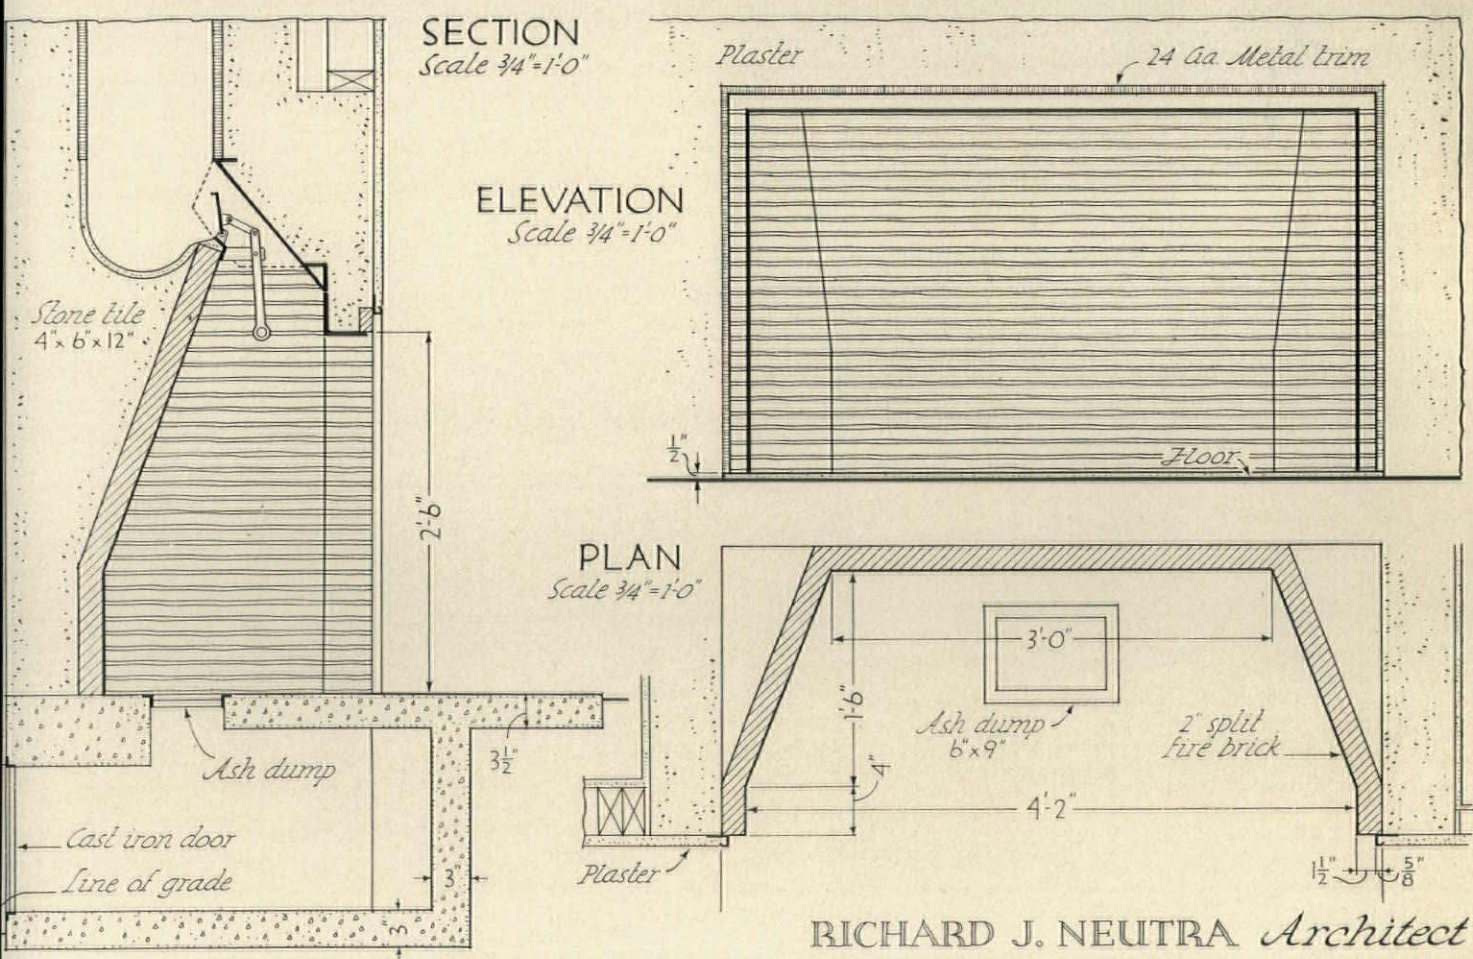 SECTION
Scale 3/4"=1'-0"
Stone tile
4"x 6"x 12"
2'-6"
3 1/2"
Ash dump
Cast iron door
Line of grade
3"
3"
Plaster
24 Ga Metal trim
ELEVATION
Scale 3/4"=1'-0"
1/2"
Floor
PLAN
Scale 3/4"=1'-0"
3'-0"
1'-6"
Ash dump
6"x 9"
2" split
fire brick
4"
4'-2"
Plaster
1 1/2"
5/8"
RICHARD J. NEUTRA Architect